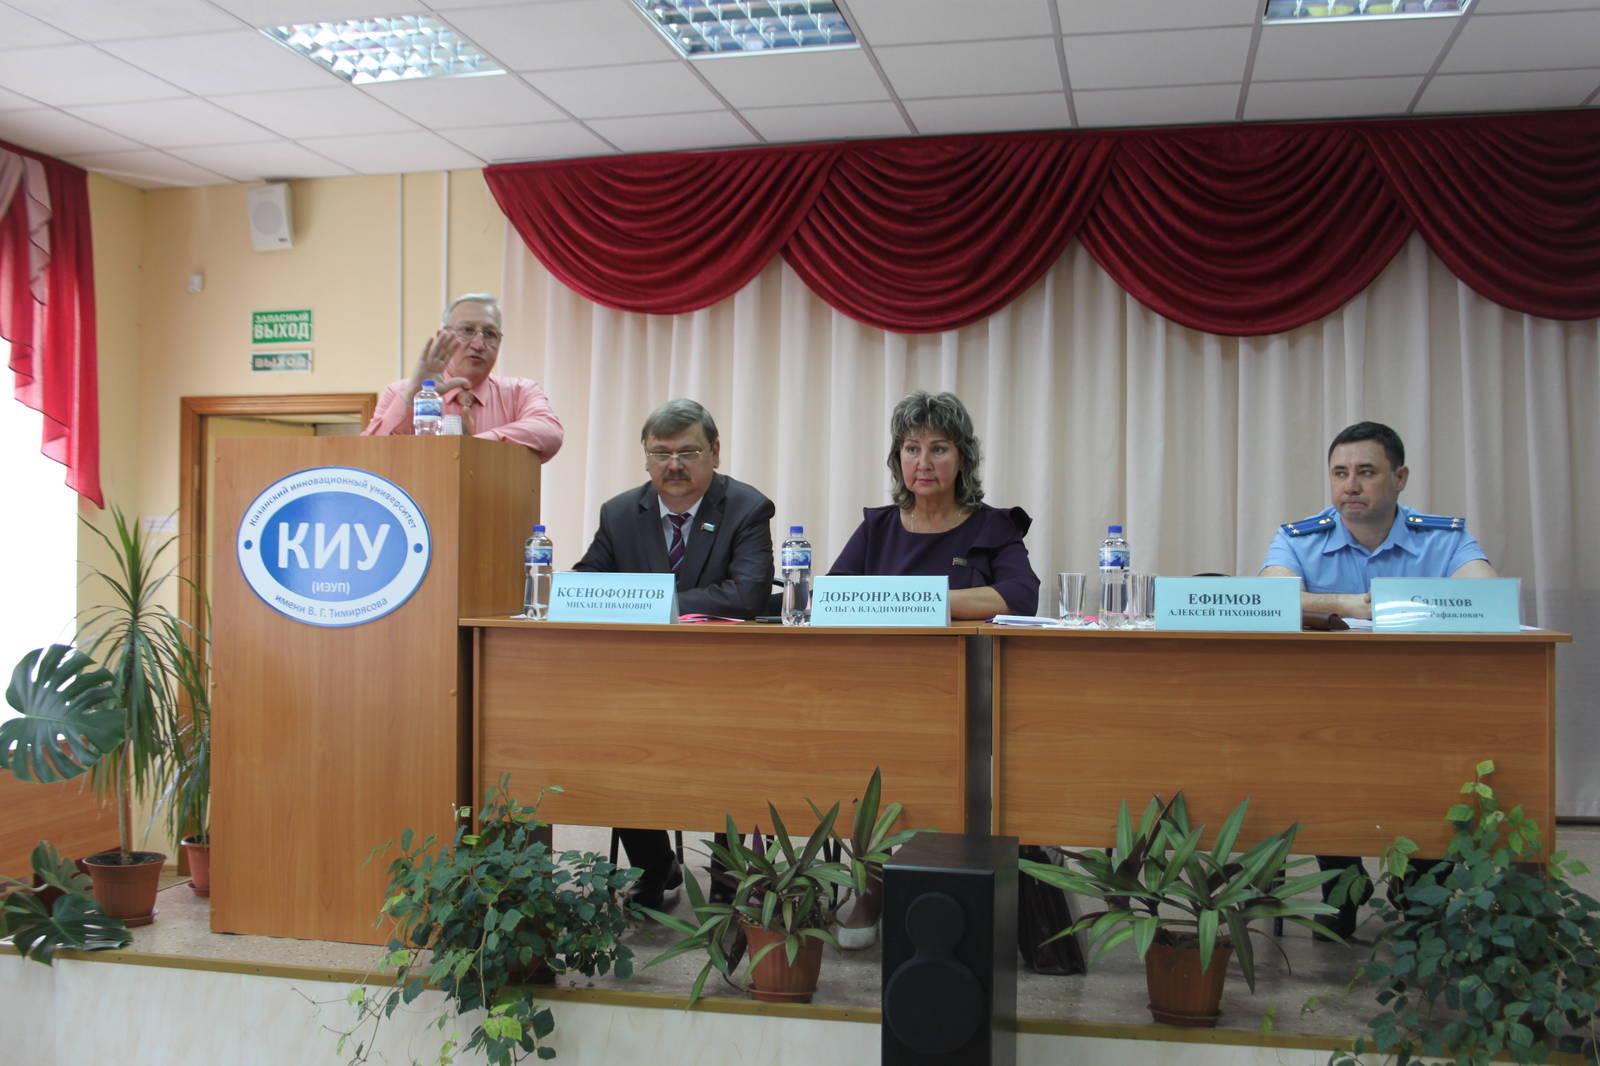 ЗАПАСНЫЙ
ВЫХОД
ВЫХОД
Казанский инновационный университет
КИУ
(ИЭУП)
имени В. Г. Тимирясова
КСЕНОФОНТОВ
МИХАИЛ ИВАНОВИЧ
ДОБРОНРАВОВА
ОЛЬГА ВЛАДИМИРОВНА
ЕФИМОВ
АЛЕКСЕЙ ТИХОНОВИЧ
Салихов
Рафаилович